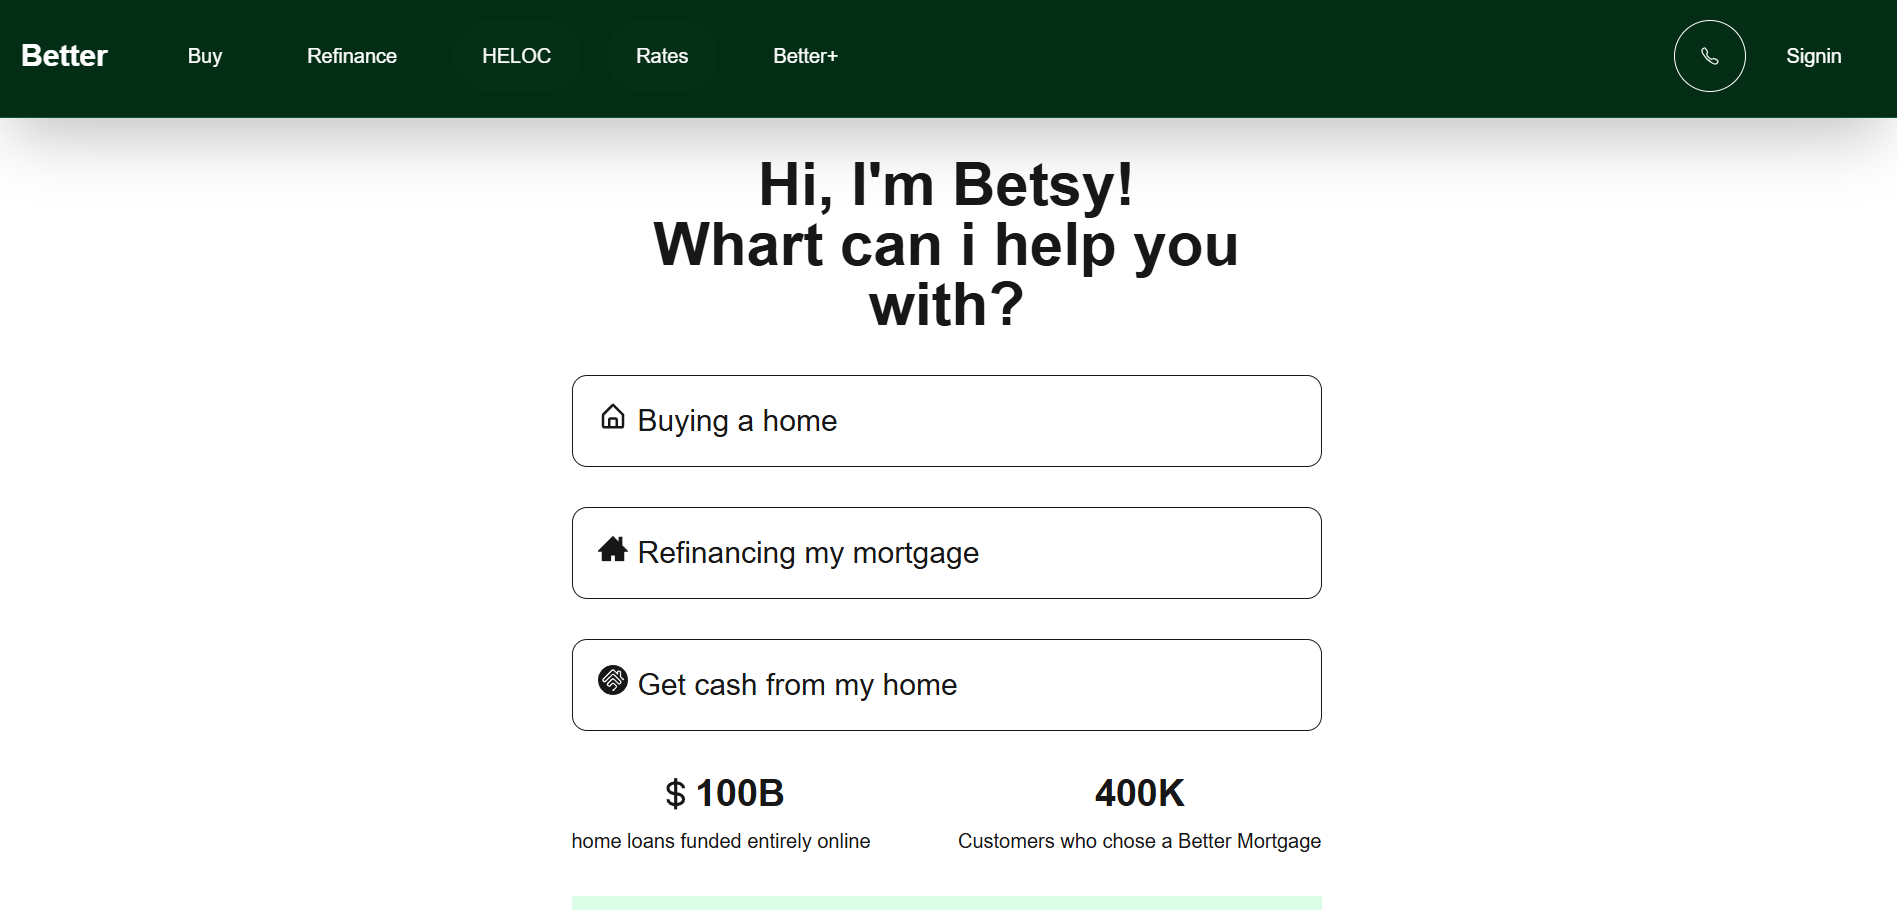 Better
Buy
Refinance
HELOC
Rates
Better+
Signin
Hi, I'm Betsy!
Whart can i help you
with?
Buying a home
Refinancing my mortgage
Get cash from my home
$ 100B
home loans funded entirely online
400K
Customers who chose a Better Mortgage